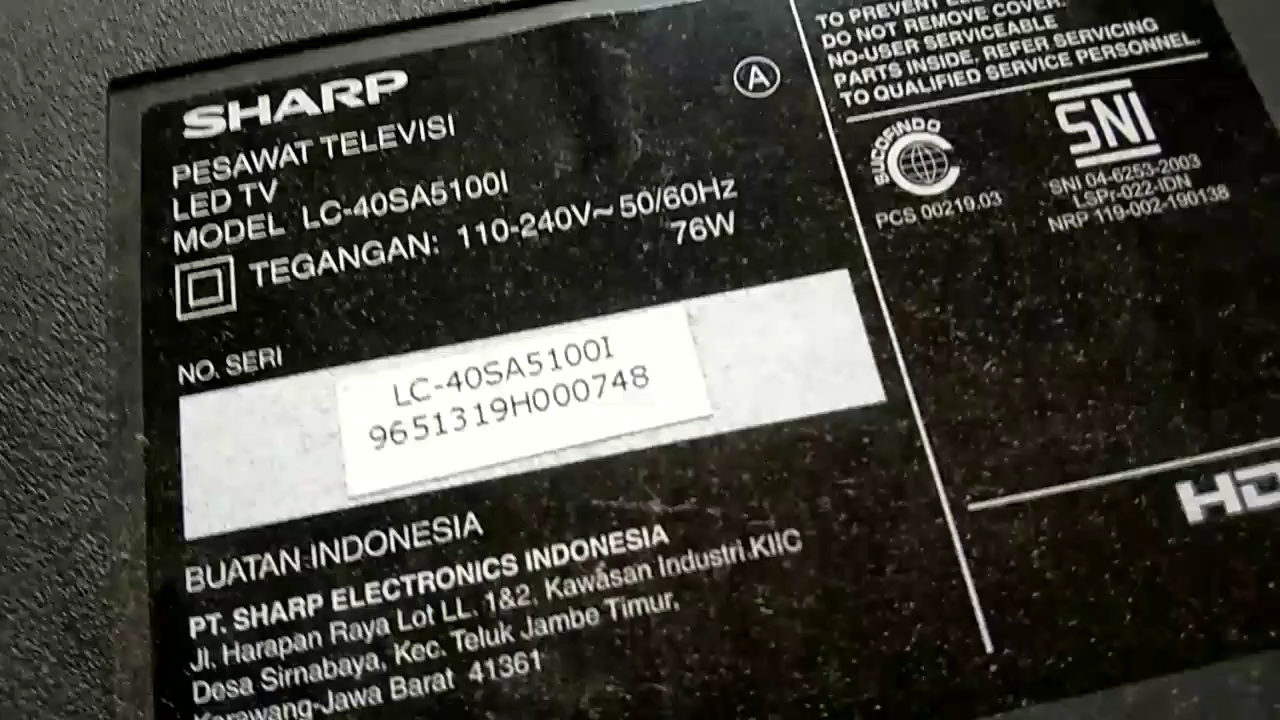 SHARP
PESAWAT TELEVISI
LED TV
MODEL LC-40SA5100I
TEGANGAN: 110-240V~ 50/60Hz
76W
A
NO. SERI
LC-40SA5100I
9651319H000748
BUATAN INDONESIA
PT. SHARP ELECTRONICS INDONESIA
Jl. Harapan Raya Lot LL. 1&2, Kawasan Industri KIIC
Desa Sirnabaya, Kec. Teluk Jambe Timur,
Karawang-Jawa Barat 41361
TO PREVENT
DO NOT REMOVE COVER.
NO-USER SERVICEABLE
PARTS INSIDE. REFER SERVICING
TO QUALIFIED SERVICE PERSONNEL.
SUCOFINDO
PCS 00219.03
SNI
SNI 04-6253-2003
LSPr-022-IDN
NRP 119-002-190138
HD